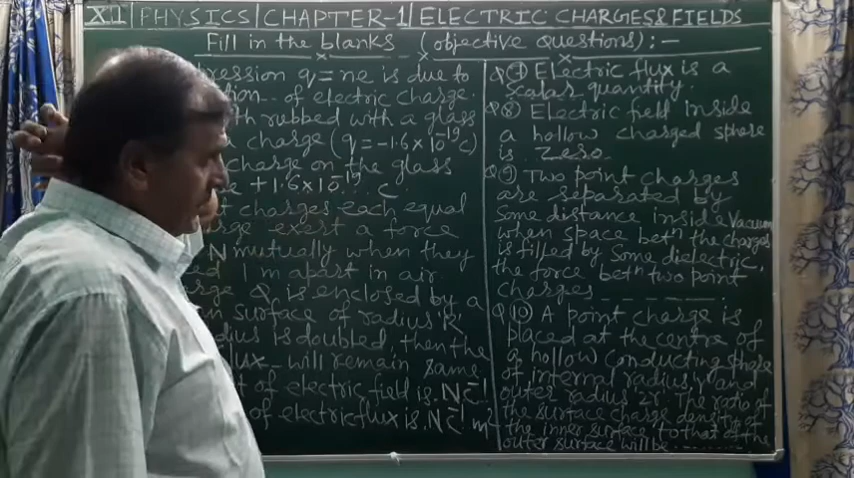 XII | PHYSICS | CHAPTER-1 | ELECTRIC CHARGES & FIELDS
Fill in the blanks (objective questions):-
ression q=ne is due to
tion.. of electric charge.
th rubbed with a glass
charge (q = -1.6 x 10^-19 C)
charge on the glass
e +1.6 x 10^-19 .. C
charges each equal
rge exert a force
N mutually when they
ed 1 m apart in air
arge Q is enclosed by a
n surface of radius 'R'
dius is doubted then the
lux - will remain same
t of electric field is. N C^-1
of electric flux is. N C^-1 m^2
Q⑦ Electric flux is a
scalar quantity.
Q⑧ Electric field inside
a hollow charged sphere
is zero
Q⑨ Two point charges
are separated by
some distance inside vacuum
when space betn the charges
is filled by some dielectric,
the force betn two point
charges ------
Q⑩ A point charge is
placed at the centre of
a hollow conducting sphere
of internal radius 'r' and
outer radius '2r'. The ratio of
the surface charge density of
the inner surface to that of the
outer surface will be --------